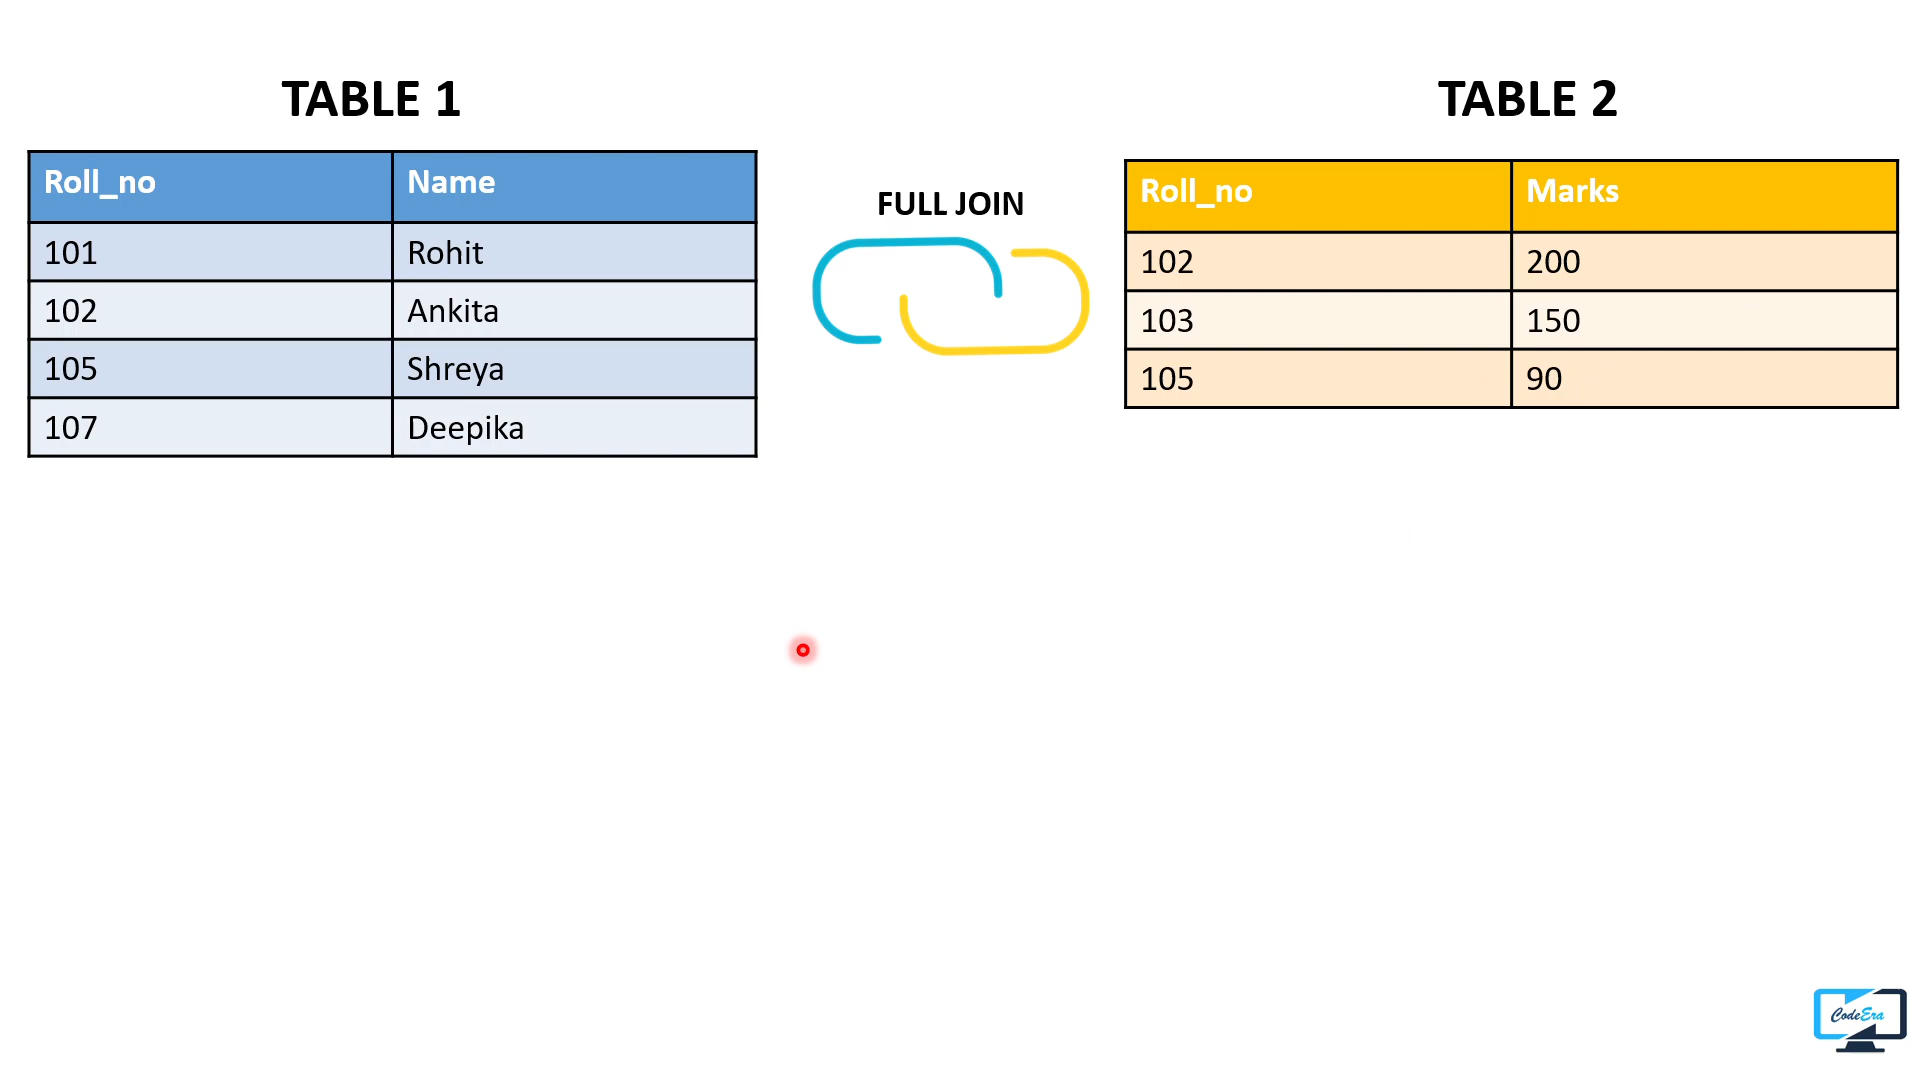 TABLE 1
Roll_no Name
101 Rohit
102 Ankita
105 Shreya
107 Deepika
FULL JOIN
TABLE 2
Roll_no Marks
102 200
103 150
105 90
CodeEra